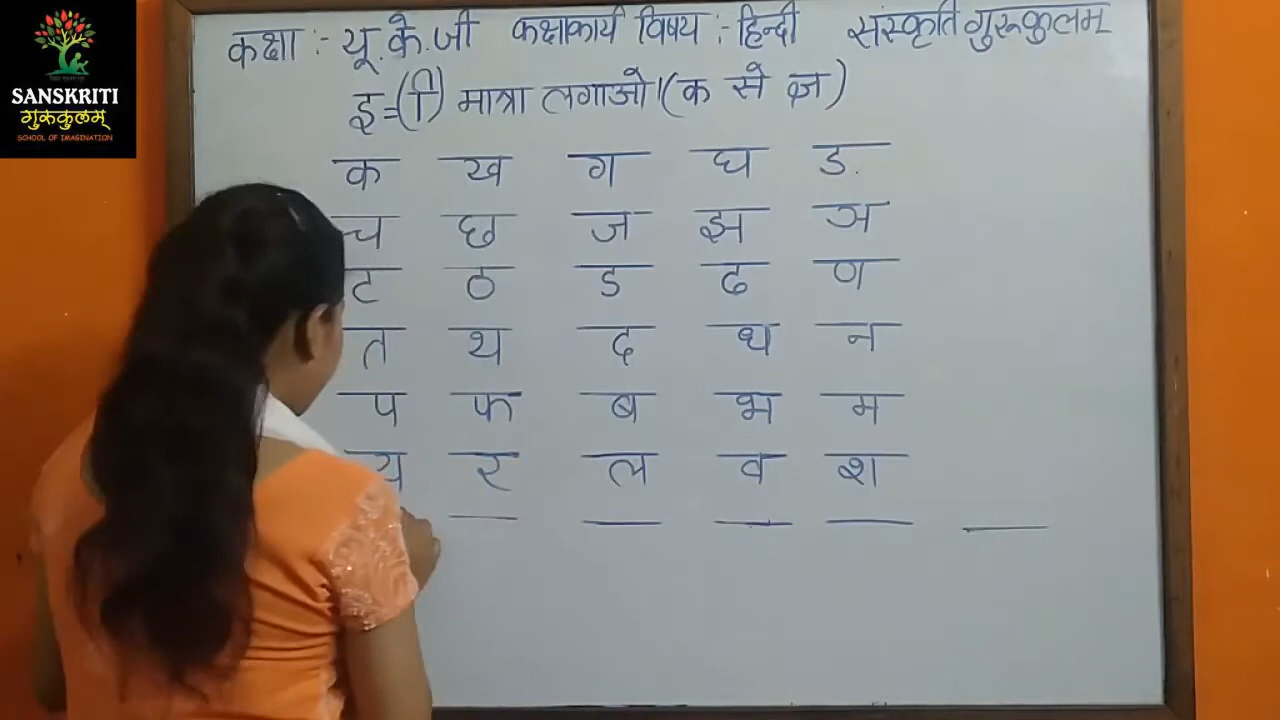 SANSKRITI
गुरुकुलम्
SCHOOL OF IMAGINATION
कक्षा :- यू.के.जी कक्षाकार्य विषय :- हिन्दी संस्कृति गुरूकुलम्
इ=(ि) मात्रा लगाओ।(क से ज्ञ)
क ख ग घ ड.
च छ ज झ ञ
ट ठ ड ढ ण
त थ द ध न
प फ ब भ म
य र ल व श